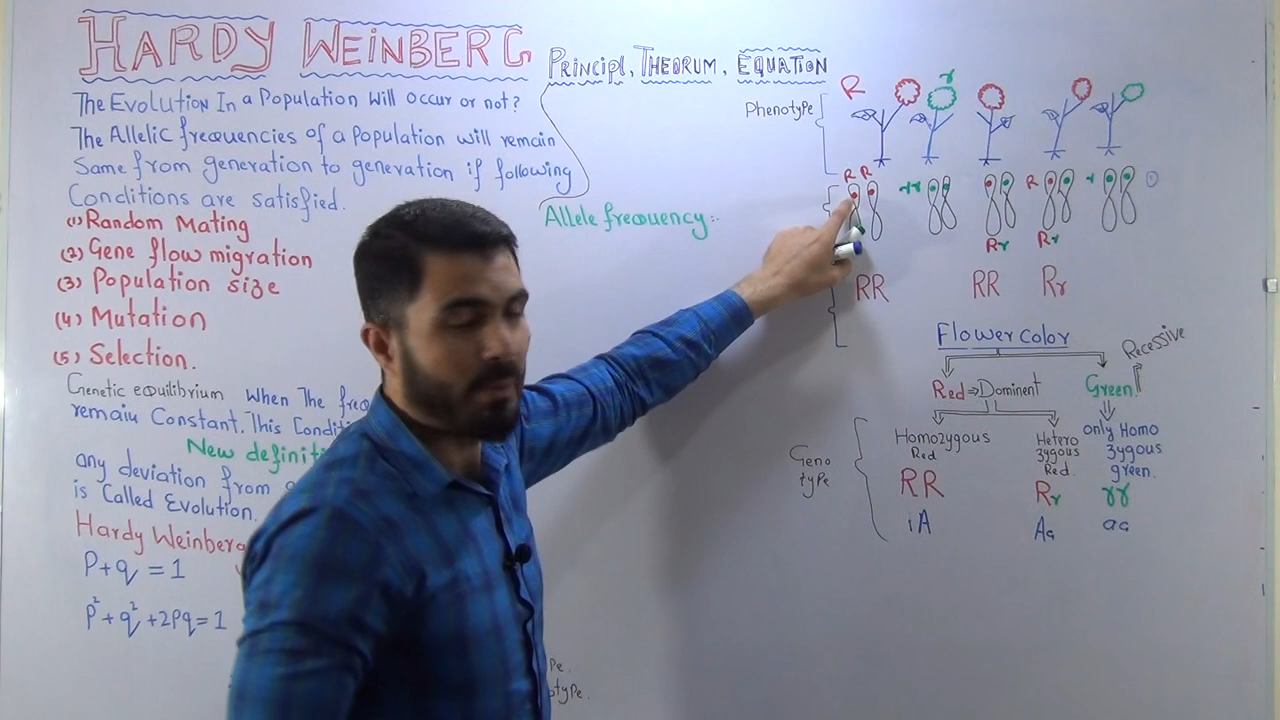 HARDY WEINBERG
PRINCIPL, THEORUM, EQUATION
The Evolution In a Population will occur or not?
The Allelic frequencies of a Population will remain
Same from generation to generation if following
Conditions are satisfied.
(1) Random Mating
(2) Gene flow migration
(3) Population size
(4) Mutation
(5) Selection.
Genetic equilibrium When The freq
remain Constant. This Conditi
New definiti
any deviation from
is Called Evolution.
Hardy Weinberg
P+q = 1
p²+q²+2Pq=1
Pe.
otype.
Allele frequency:
Phenotype
R
r
R R
rr
R
r
Rr
Rr
RR
RR
Rr
Flower color
Recessive
Red ⇒ Dominent
Green
Geno
type
Homozygous
Red
RR
Hetero
zygous
Red.
Rr
Aa
only Homo
zygous
green.
rr
aa